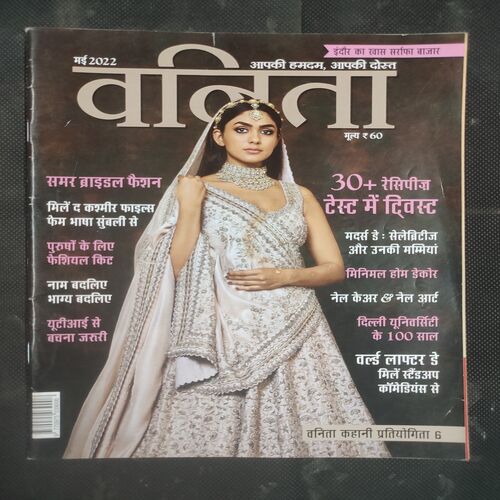 इंदौर का खास सर्राफा बाजार
मई 2022
आपकी हमदम, आपकी दोस्त
वनिता
मूल्य ₹ 60
समर ब्राइडल फैशन
मिलें द कश्मीर फाइल्स
फेम भाषा सुंबली से
पुरुषों के लिए
फेशियल किट
नाम बदलिए
भाग्य बदलिए
यूटीआई से
बचना जरूरी
30+ रेसिपीज
टेस्ट में ट्विस्ट
मदर्स डे : सेलेब्रिटीज
और उनकी मम्मियां
मिनिमल होम डेकोर
नेल केअर & नेल आर्ट
दिल्ली यूनिवर्सिटी
के 100 साल
वर्ल्ड लाफ्टर डे
मिलें स्टैंडअप
कॉमेडियंस से
वनिता कहानी प्रतियोगिता 6